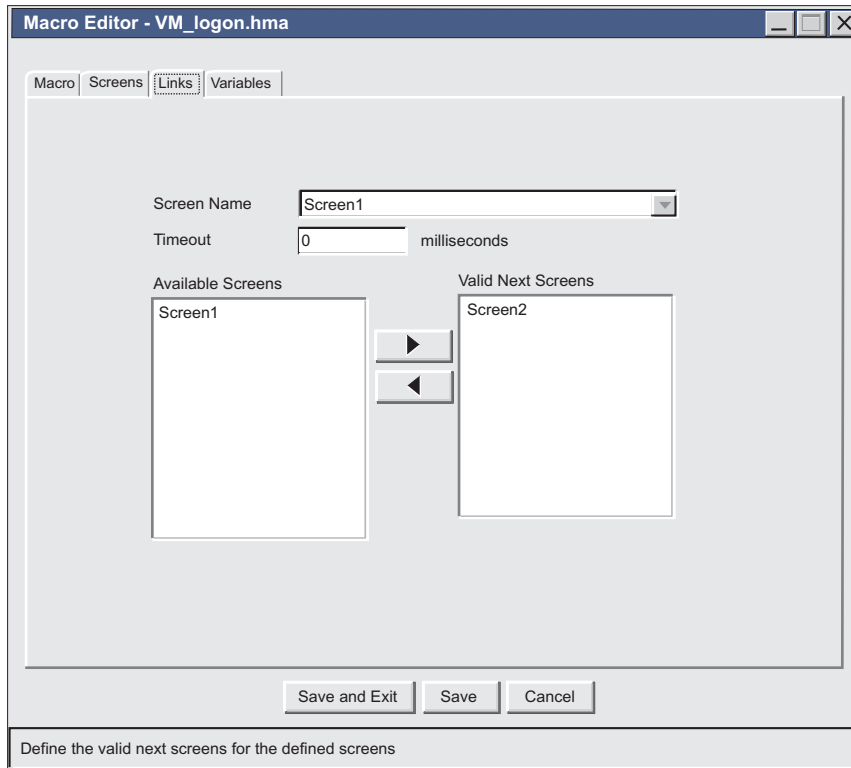 Macro Editor - VM_logon.hma
Macro Screens Links Variables
Screen Name Screen1
Timeout 0 milliseconds
Available Screens Valid Next Screens
Screen1 Screen2
Save and Exit Save Cancel
Define the valid next screens for the defined screens